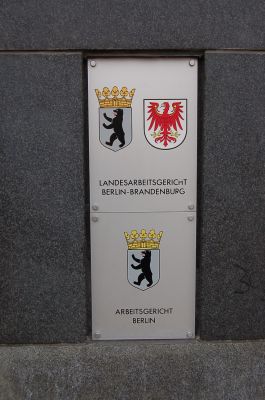 LANDESARBEITSGERICHT
BERLIN-BRANDENBURG
ARBEITSGERICHT
BERLIN